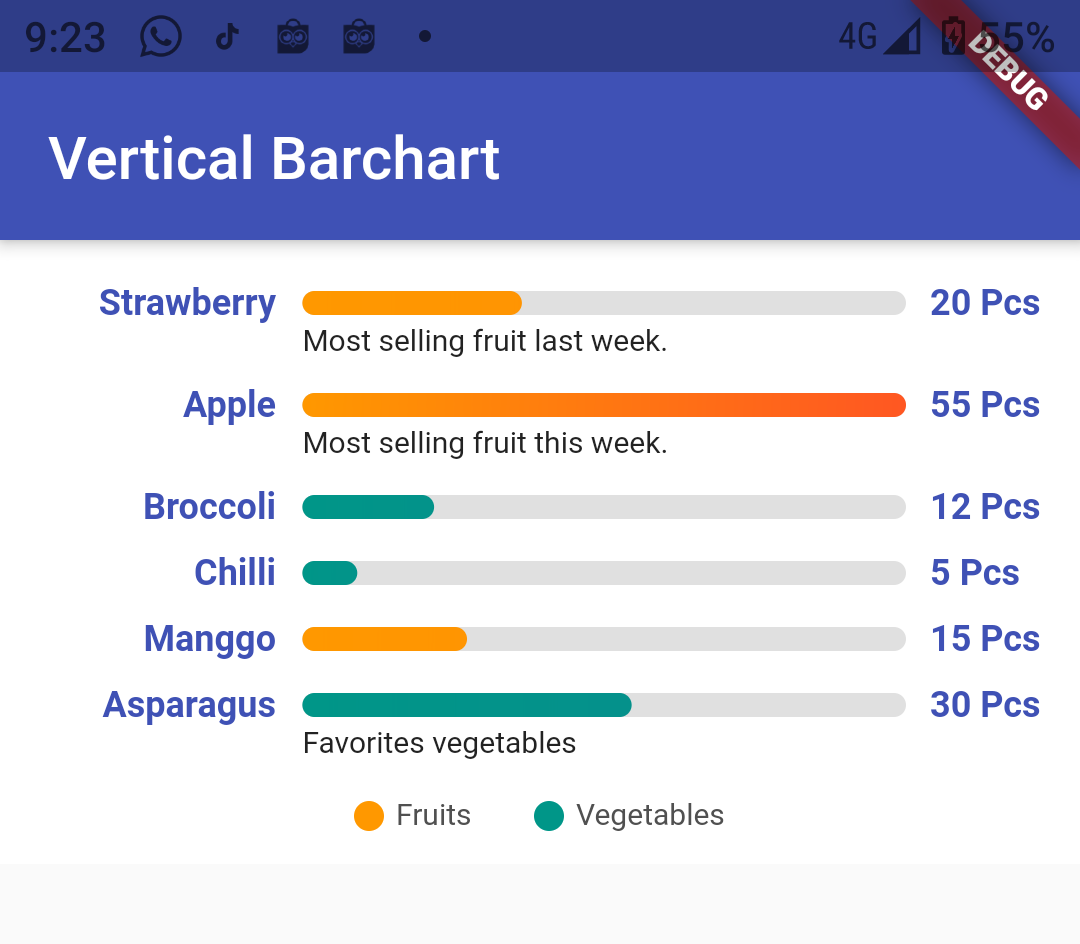 9:23 4G 55%
DEBUG
Vertical Barchart
Strawberry 20 Pcs
Most selling fruit last week.
Apple 55 Pcs
Most selling fruit this week.
Broccoli 12 Pcs
Chilli 5 Pcs
Manggo 15 Pcs
Asparagus 30 Pcs
Favorites vegetables
Fruits Vegetables